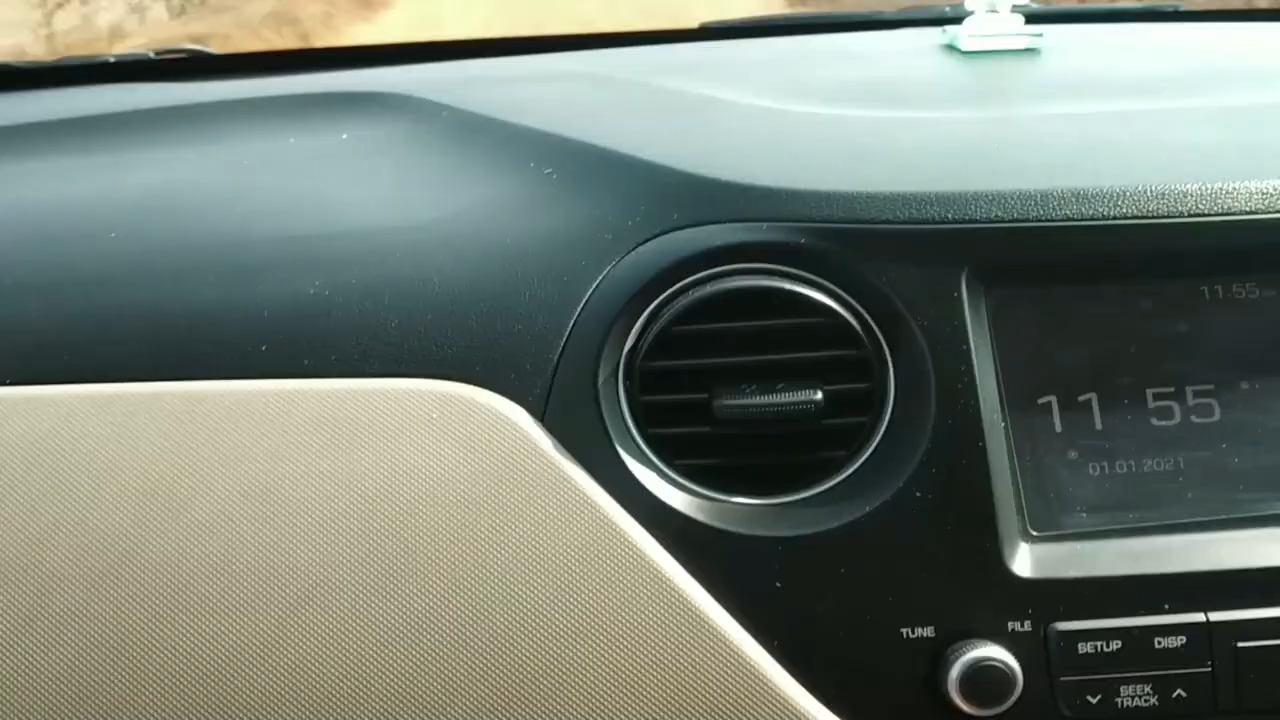 11:55
11:55
01.01.2021
TUNE
FILE
SETUP
DISP
SEEK
TRACK